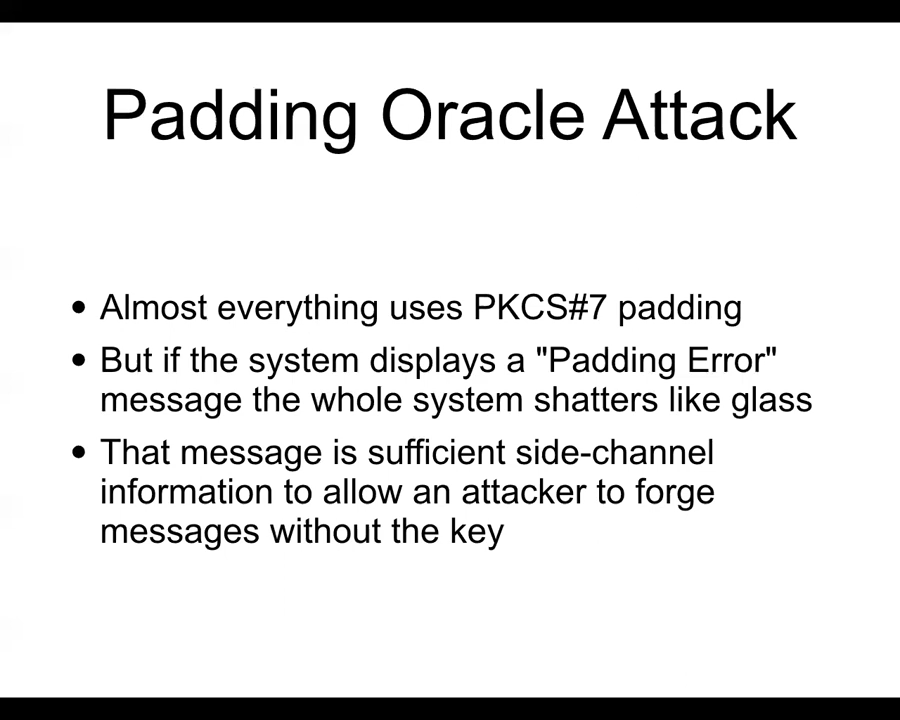 Padding Oracle Attack
• Almost everything uses PKCS#7 padding
• But if the system displays a "Padding Error"
message the whole system shatters like glass
• That message is sufficient side-channel
information to allow an attacker to forge
messages without the key